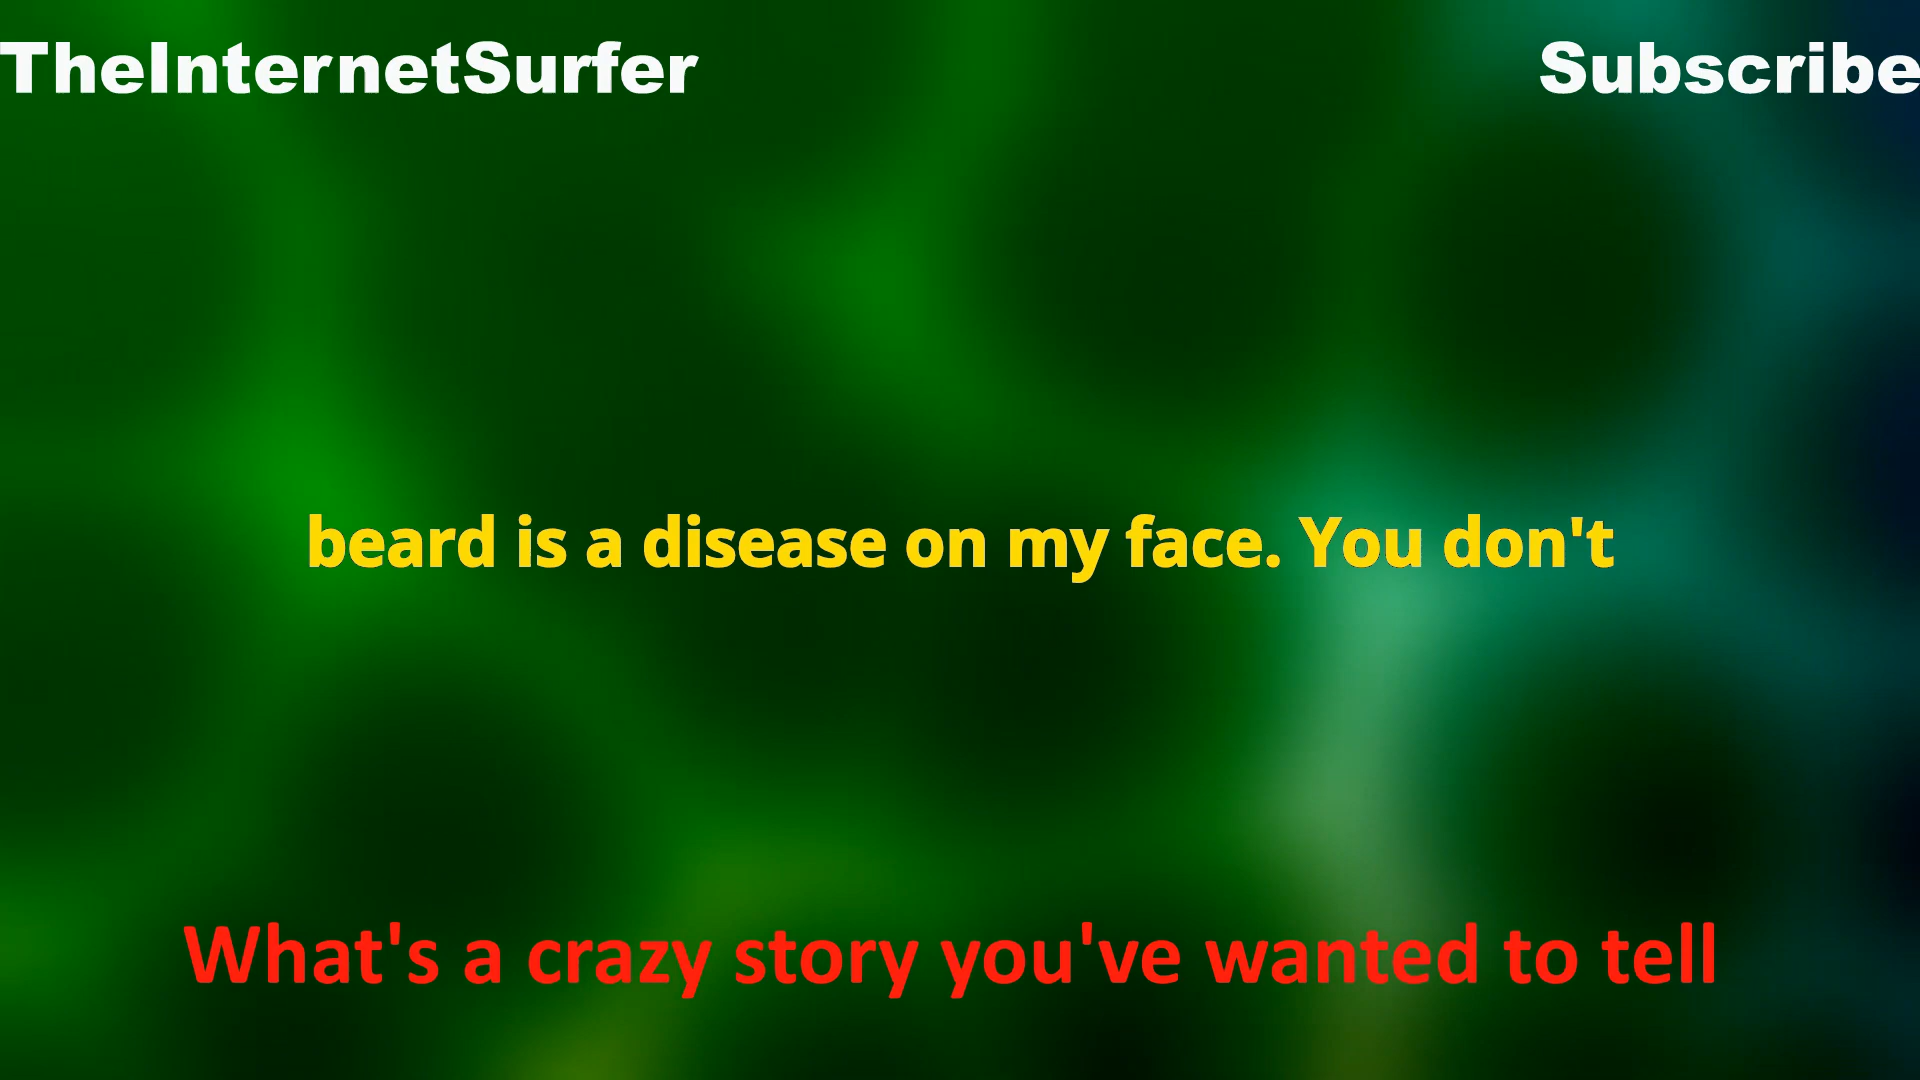 TheInternetSurfer Subscribe
beard is a disease on my face. You don't
What's a crazy story you've wanted to tell